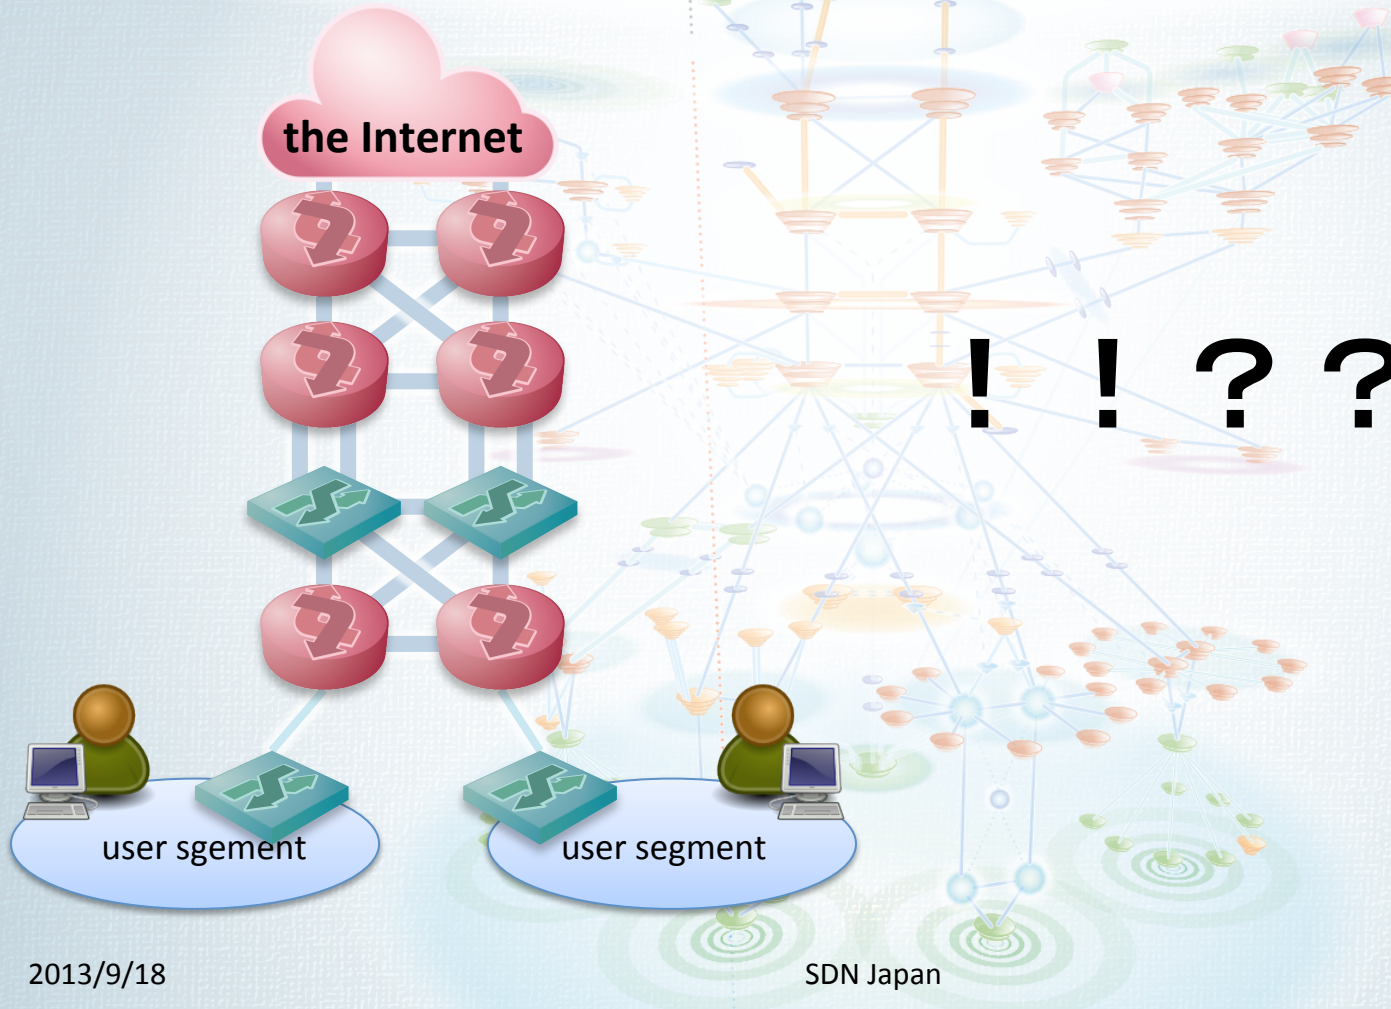 the Internet
！！？？
user sgement
user segment
2013/9/18
SDN Japan